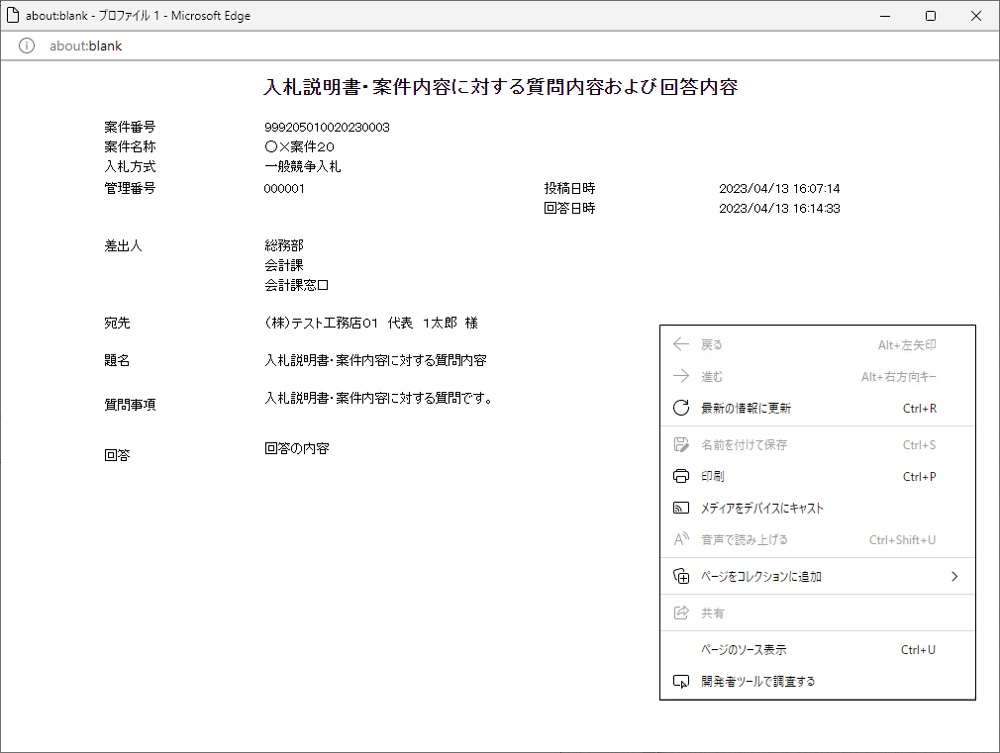 about:blank - プロファイル 1 - Microsoft Edge
about:blank
入札説明書・案件内容に対する質問内容および回答内容
案件番号 999205010020230003
案件名称 〇×案件２０
入札方式 一般競争入札
管理番号 000001 投稿日時 2023/04/13 16:07:14
回答日時 2023/04/13 16:14:33
差出人 総務部
会計課
会計課窓口
宛先 （株）テスト工務店０１　代表　１太郎　様
題名 入札説明書・案件内容に対する質問内容
質問事項 入札説明書・案件内容に対する質問です。
回答 回答の内容
戻る Alt+左矢印
進む Alt+右方向キー
最新の情報に更新 Ctrl+R
名前を付けて保存 Ctrl+S
印刷 Ctrl+P
メディアをデバイスにキャスト
音声で読み上げる Ctrl+Shift+U
ページをコレクションに追加
共有
ページのソース表示 Ctrl+U
開発者ツールで調査する